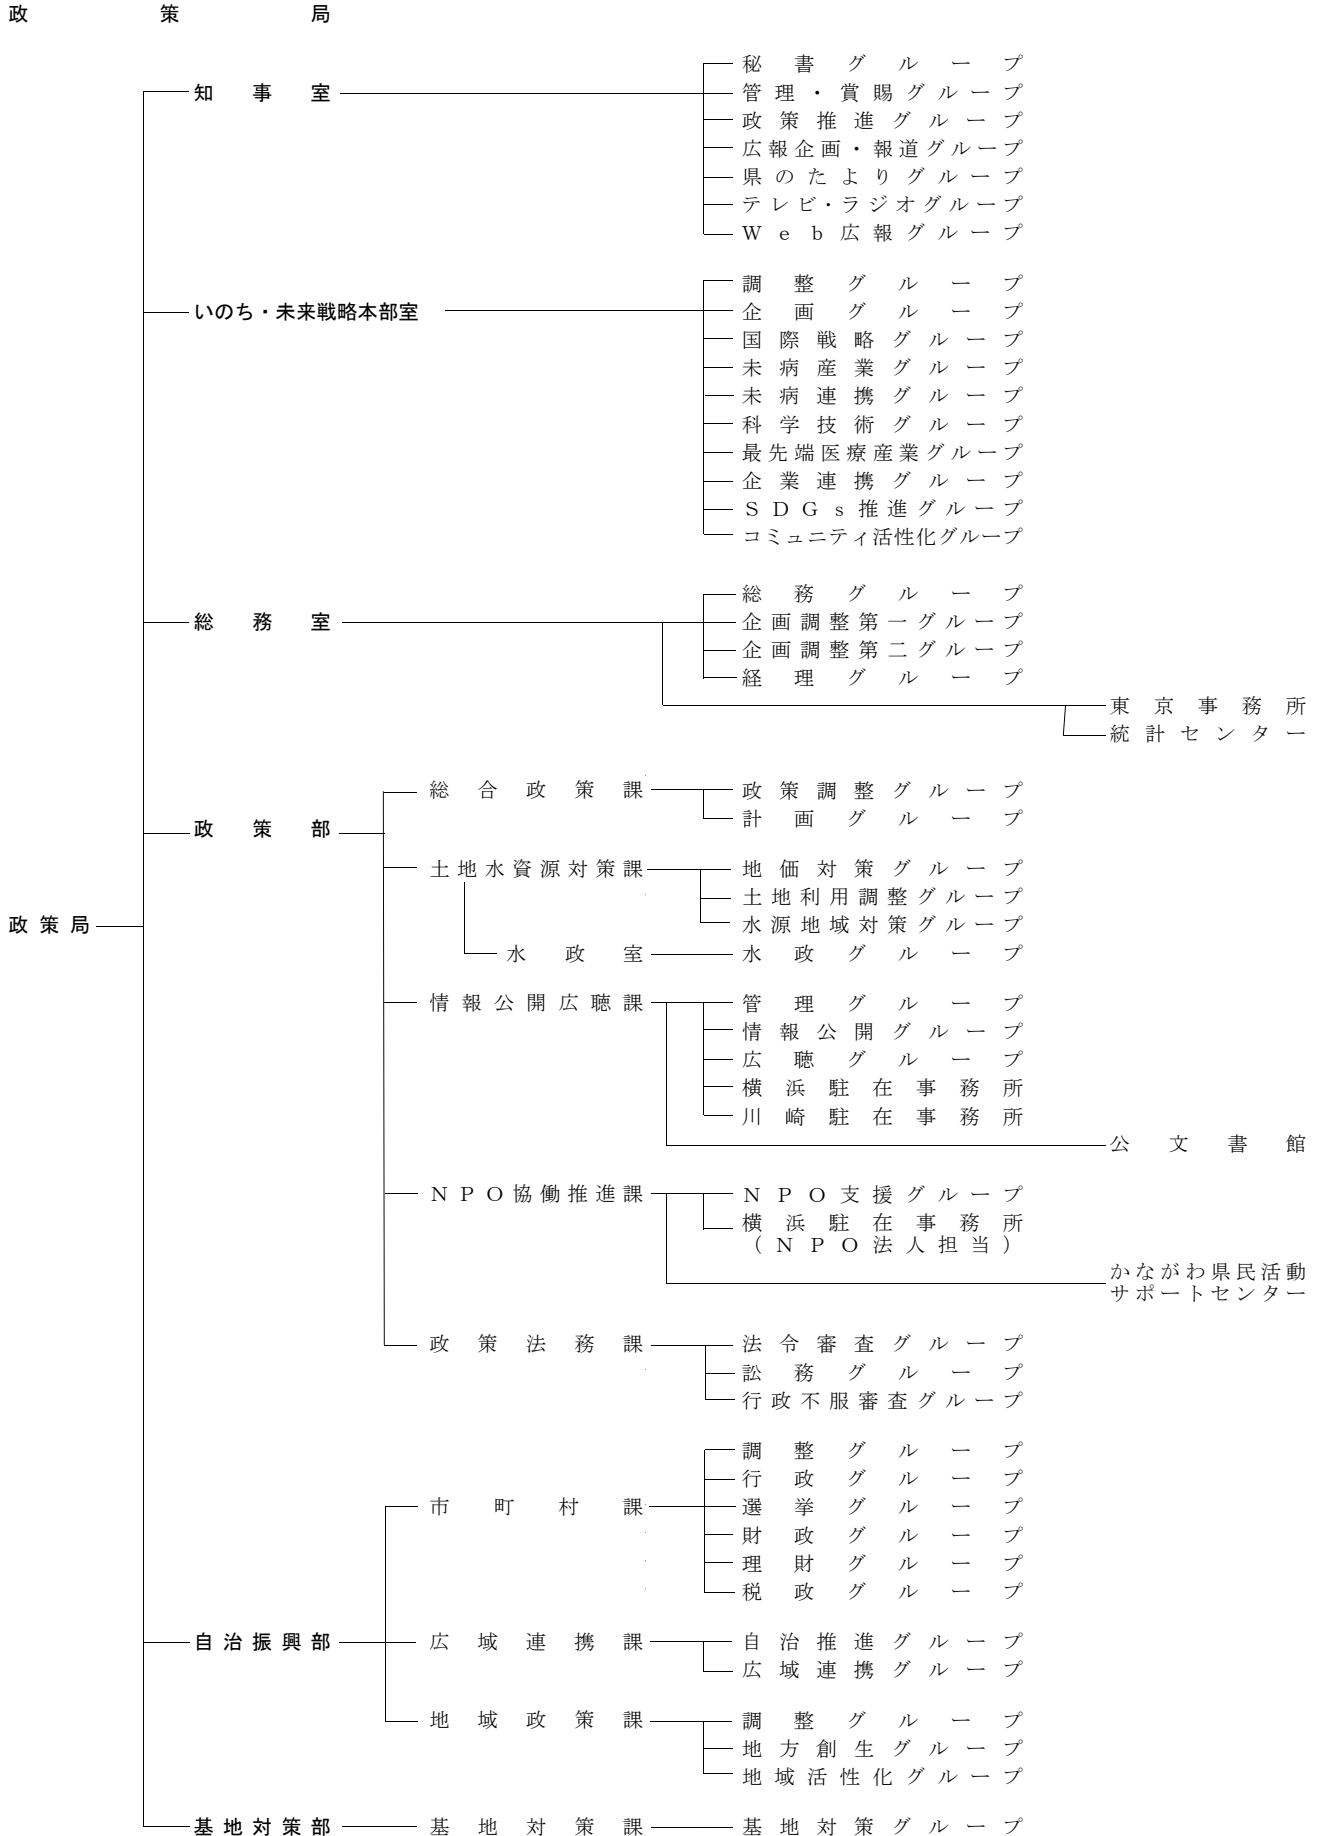 政策局
秘書グループ
知事室 管理・賞賜グループ
政策推進グループ
広報企画・報道グループ
県のたよりグループ
テレビ・ラジオグループ
Ｗｅｂ広報グループ
調整グループ
いのち・未来戦略本部室 企画グループ
国際戦略グループ
未病産業グループ
未病連携グループ
科学技術グループ
最先端医療産業グループ
企業連携グループ
ＳＤＧｓ推進グループ
コミュニティ活性化グループ
総務グループ
総務室 企画調整第一グループ
企画調整第二グループ
経理グループ
東京事務所
統計センター
総合政策課 政策調整グループ
計画グループ
政策部
土地水資源対策課 地価対策グループ
土地利用調整グループ
政策局 水源地域対策グループ
水政室 水政グループ
情報公開広聴課 管理グループ
情報公開グループ
広聴グループ
横浜駐在事務所
川崎駐在事務所
公文書館
ＮＰＯ協働推進課 ＮＰＯ支援グループ
横浜駐在事務所
（ＮＰＯ法人担当）
かながわ県民活動
サポートセンター
政策法務課 法令審査グループ
訟務グループ
行政不服審査グループ
調整グループ
行政グループ
市町村課 選挙グループ
財政グループ
理財グループ
税政グループ
自治振興部 広域連携課 自治推進グループ
広域連携グループ
地域政策課 調整グループ
地方創生グループ
地域活性化グループ
基地対策部 基地対策課 基地対策グループ